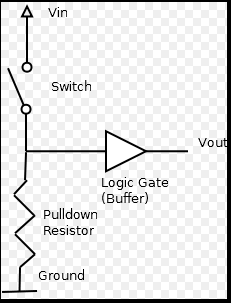 Vin
Switch
Vout
Logic Gate
(Buffer)
Pulldown
Resistor
Ground